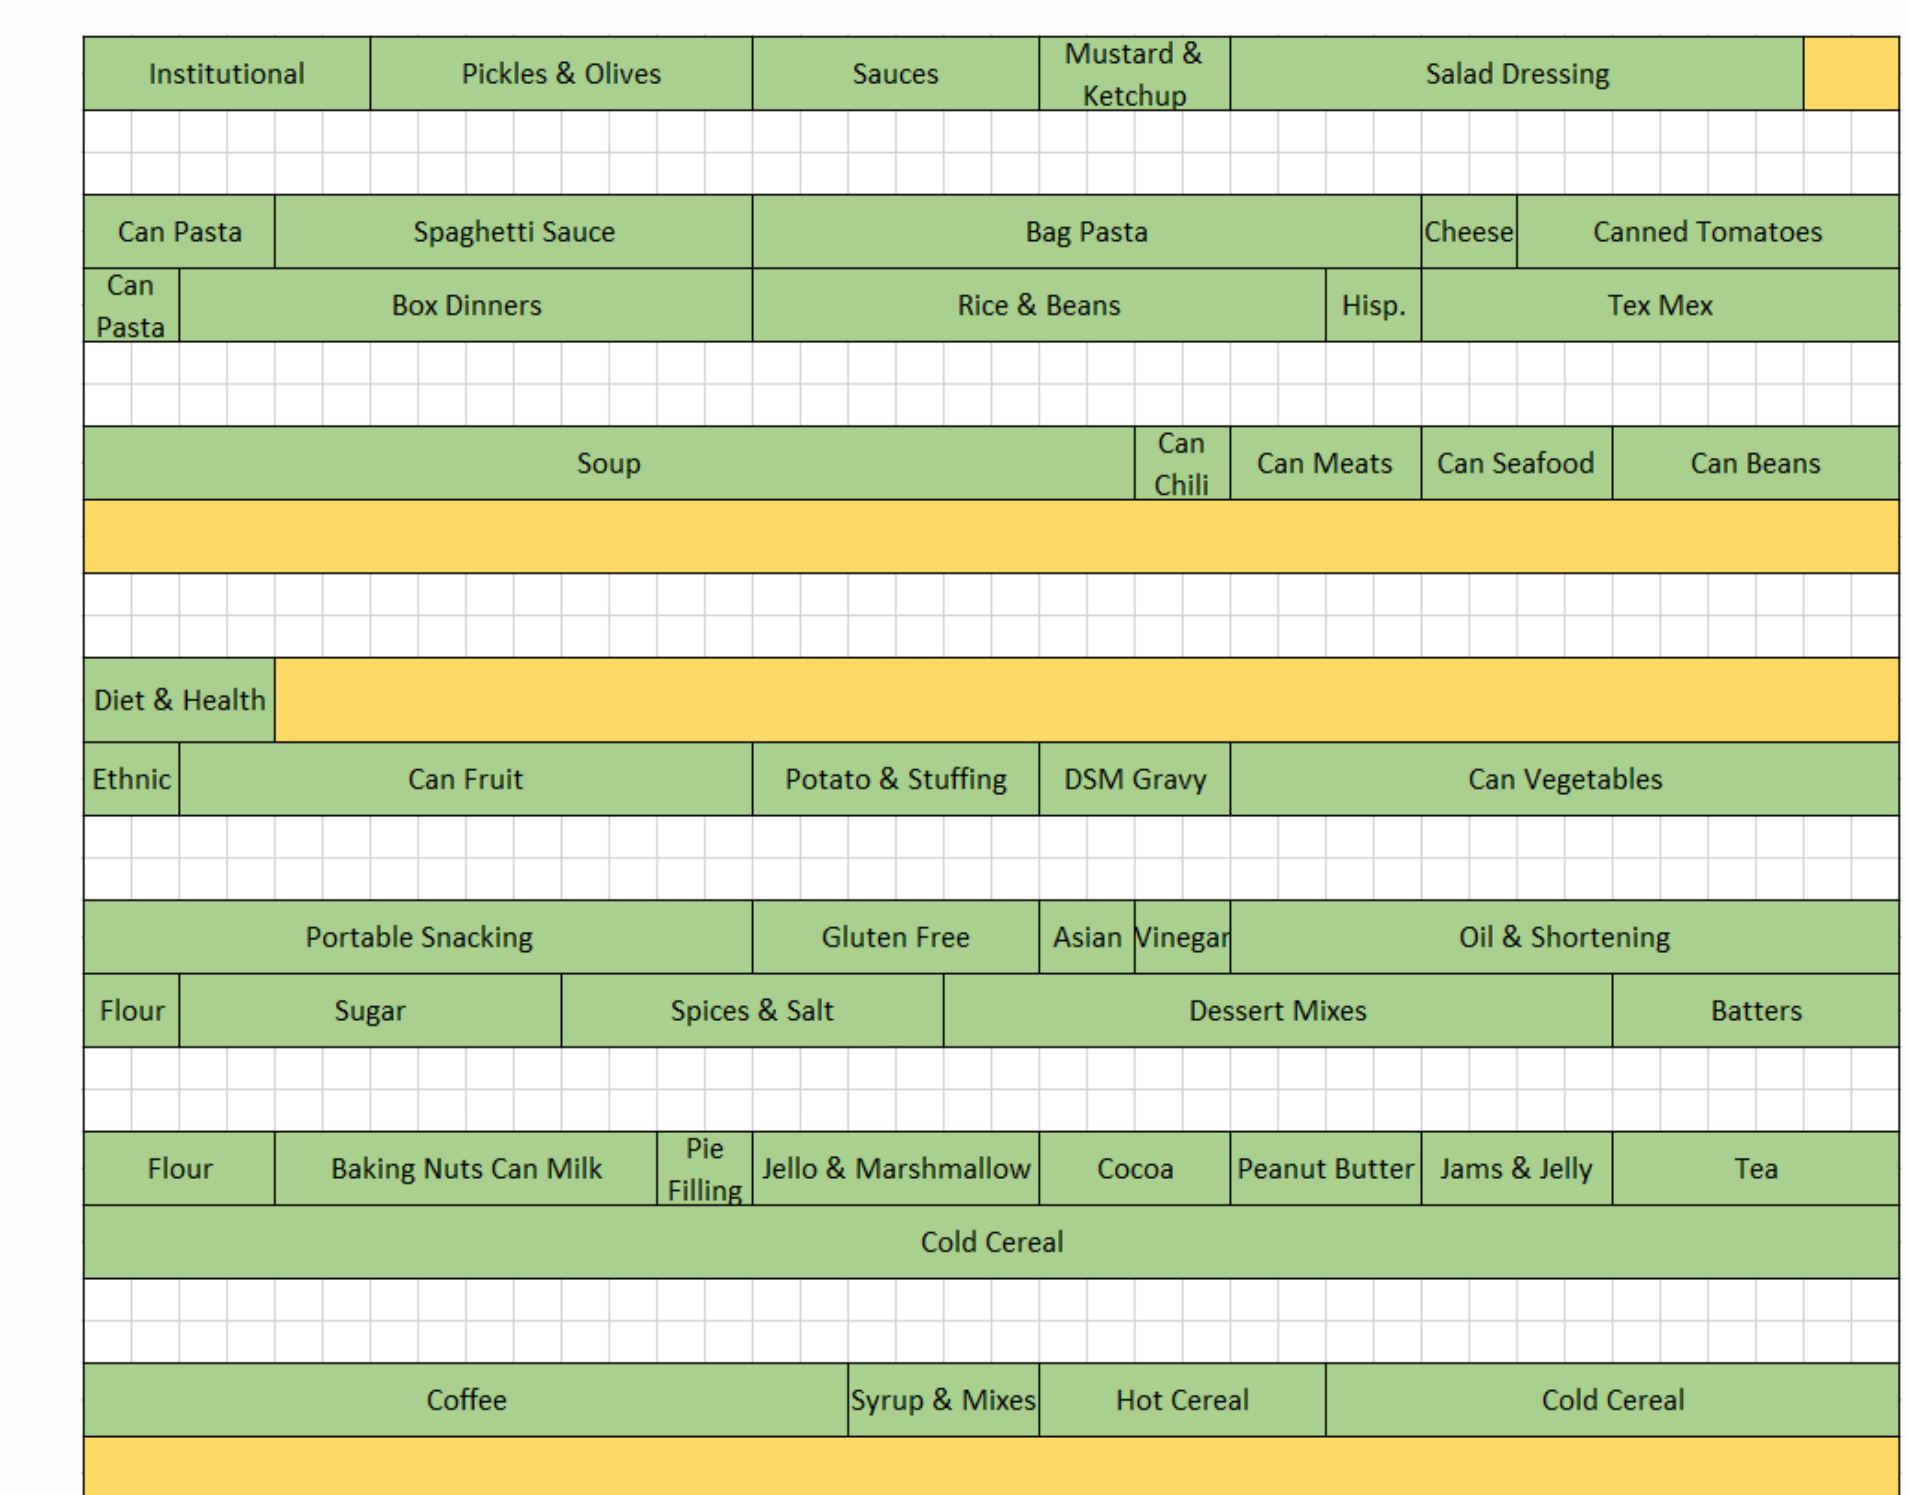 Institutional
Pickles & Olives
Sauces
Mustard &
Ketchup
Salad Dressing
Can Pasta
Spaghetti Sauce
Bag Pasta
Cheese
Canned Tomatoes
Can
Pasta
Box Dinners
Rice & Beans
Hisp.
Tex Mex
Soup
Can
Chili
Can Meats
Can Seafood
Can Beans
Diet & Health
Ethnic
Can Fruit
Potato & Stuffing
DSM Gravy
Can Vegetables
Portable Snacking
Gluten Free
Asian
Vinegar
Oil & Shortening
Flour
Sugar
Spices & Salt
Dessert Mixes
Batters
Flour
Baking Nuts Can Milk
Pie
Filling
Jello & Marshmallow
Cocoa
Peanut Butter
Jams & Jelly
Tea
Cold Cereal
Coffee
Syrup & Mixes
Hot Cereal
Cold Cereal